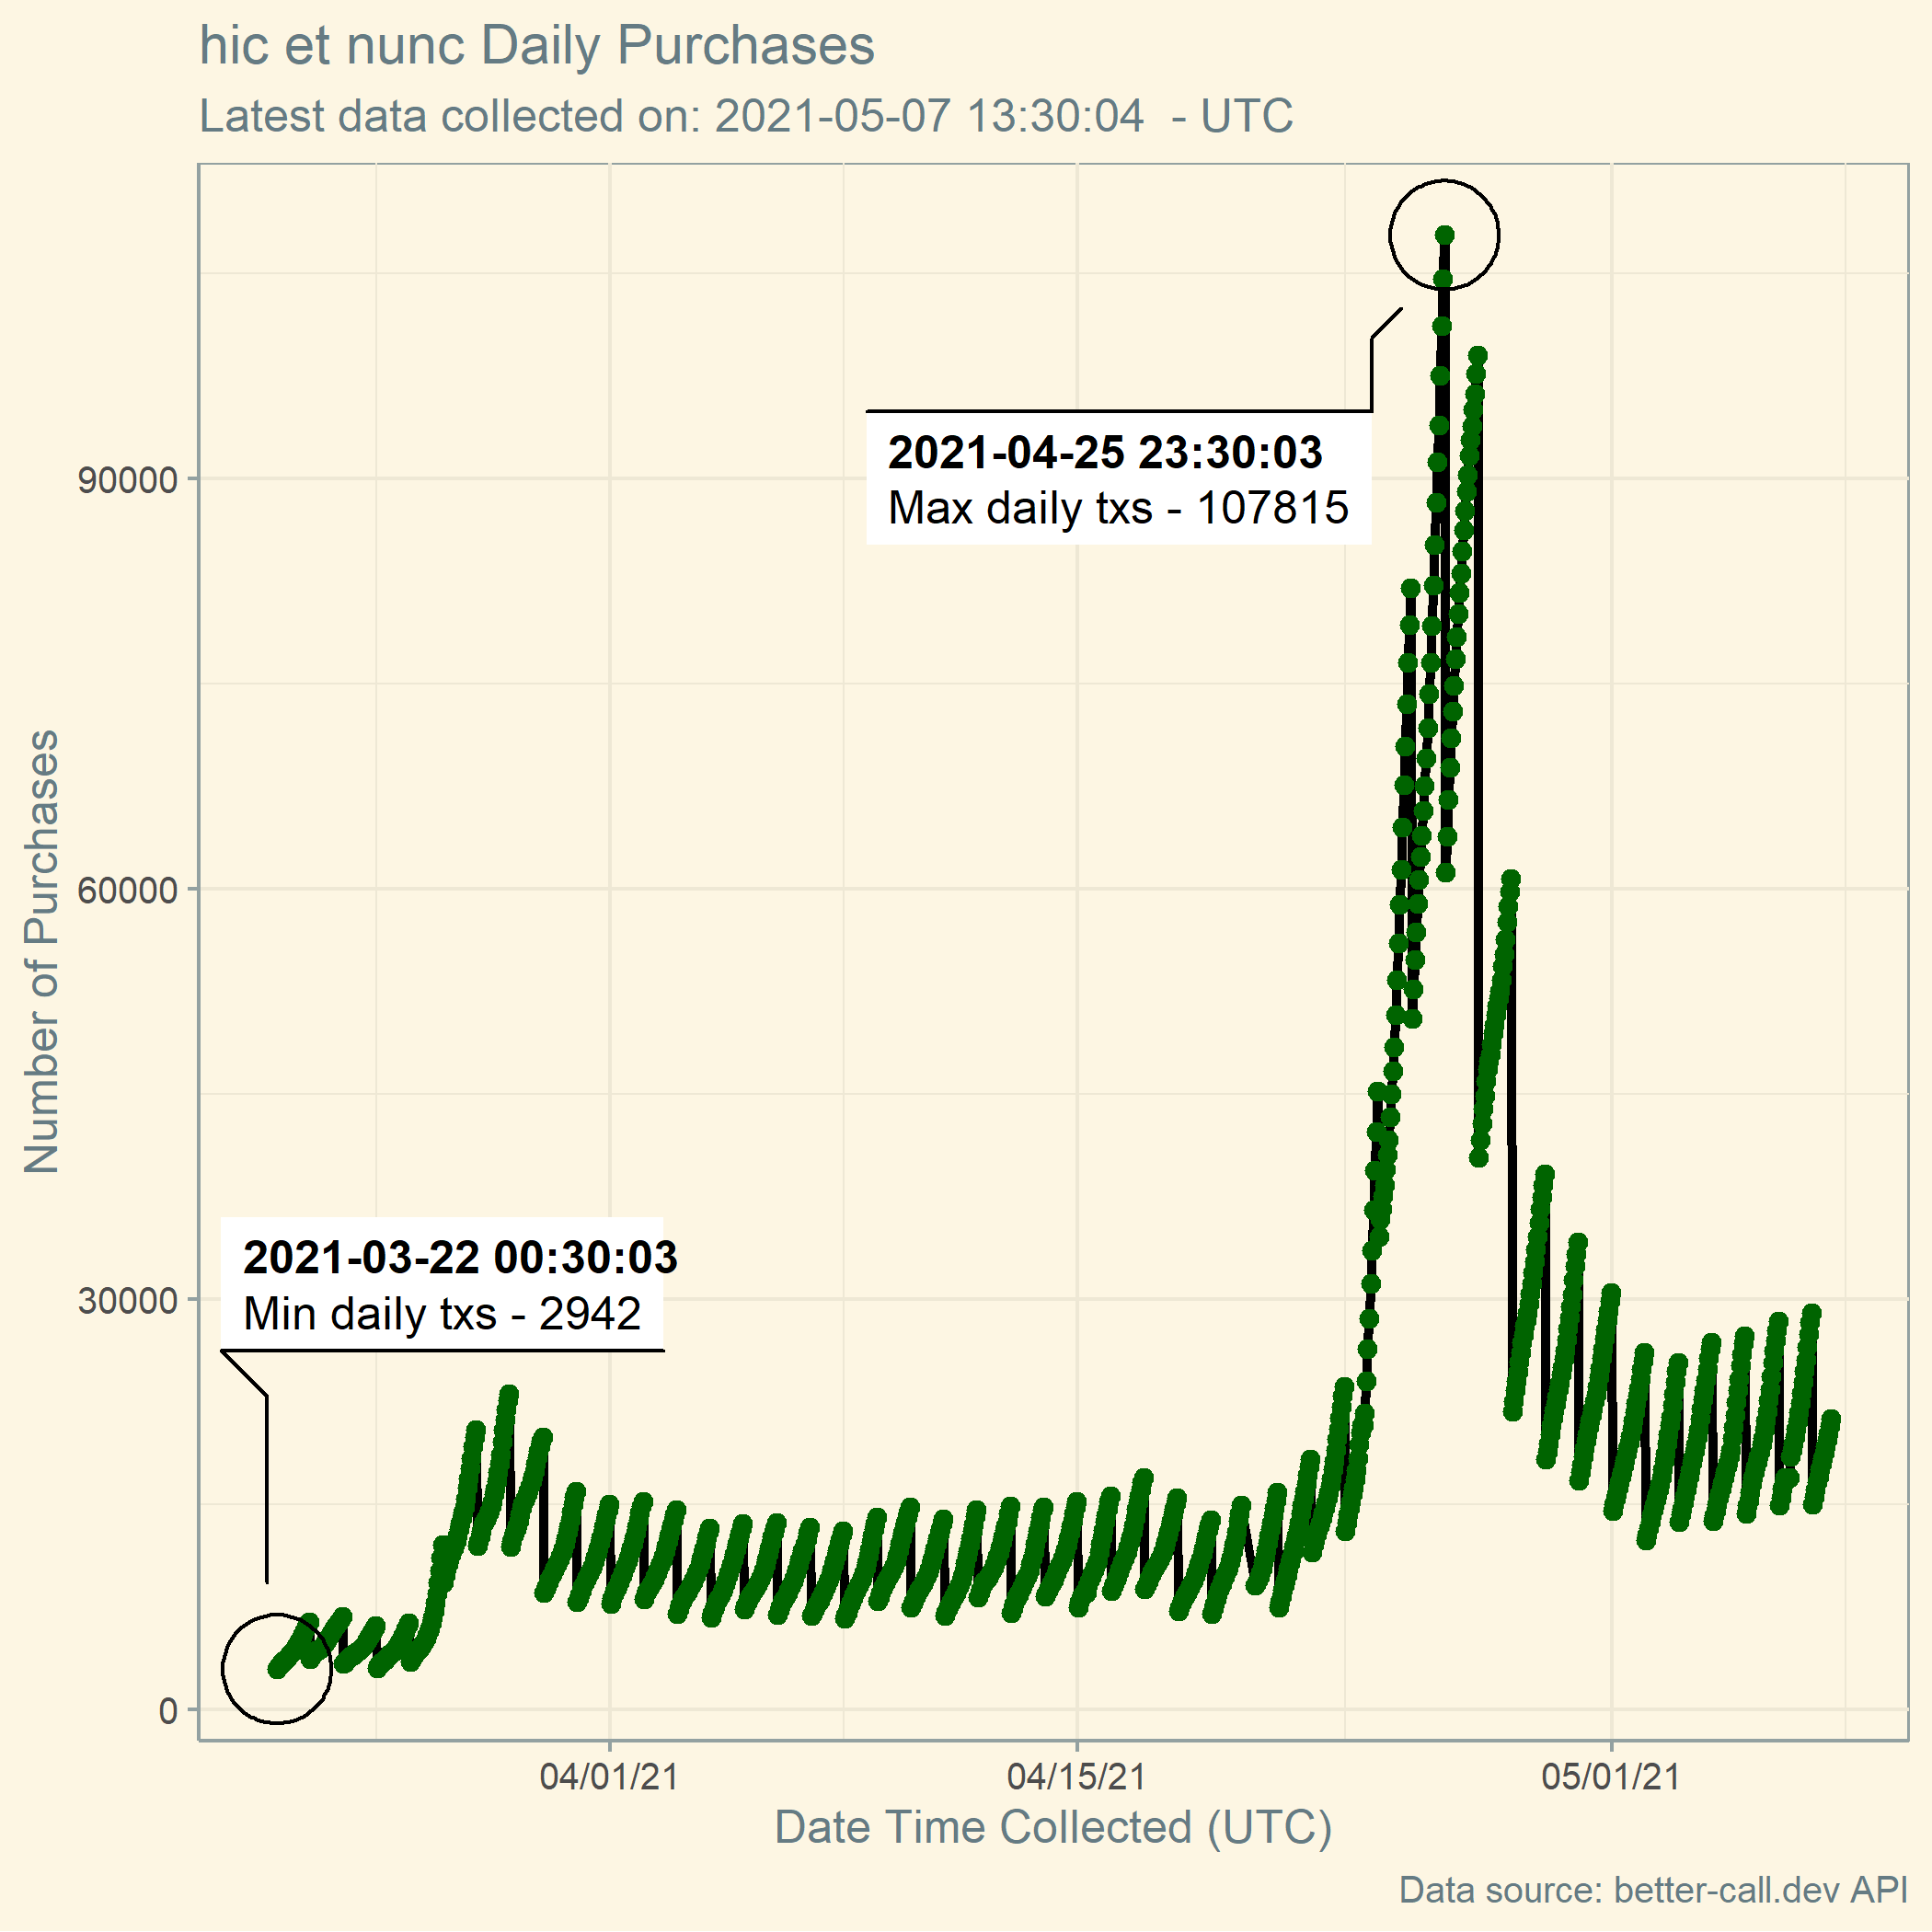 hic et nunc Daily Purchases
Latest data collected on: 2021-05-07 13:30:04  - UTC
Number of Purchases
90000
60000
30000
0
2021-04-25 23:30:03
Max daily txs - 107815
2021-03-22 00:30:03
Min daily txs - 2942
04/01/21
04/15/21
05/01/21
Date Time Collected (UTC)
Data source: better-call.dev API